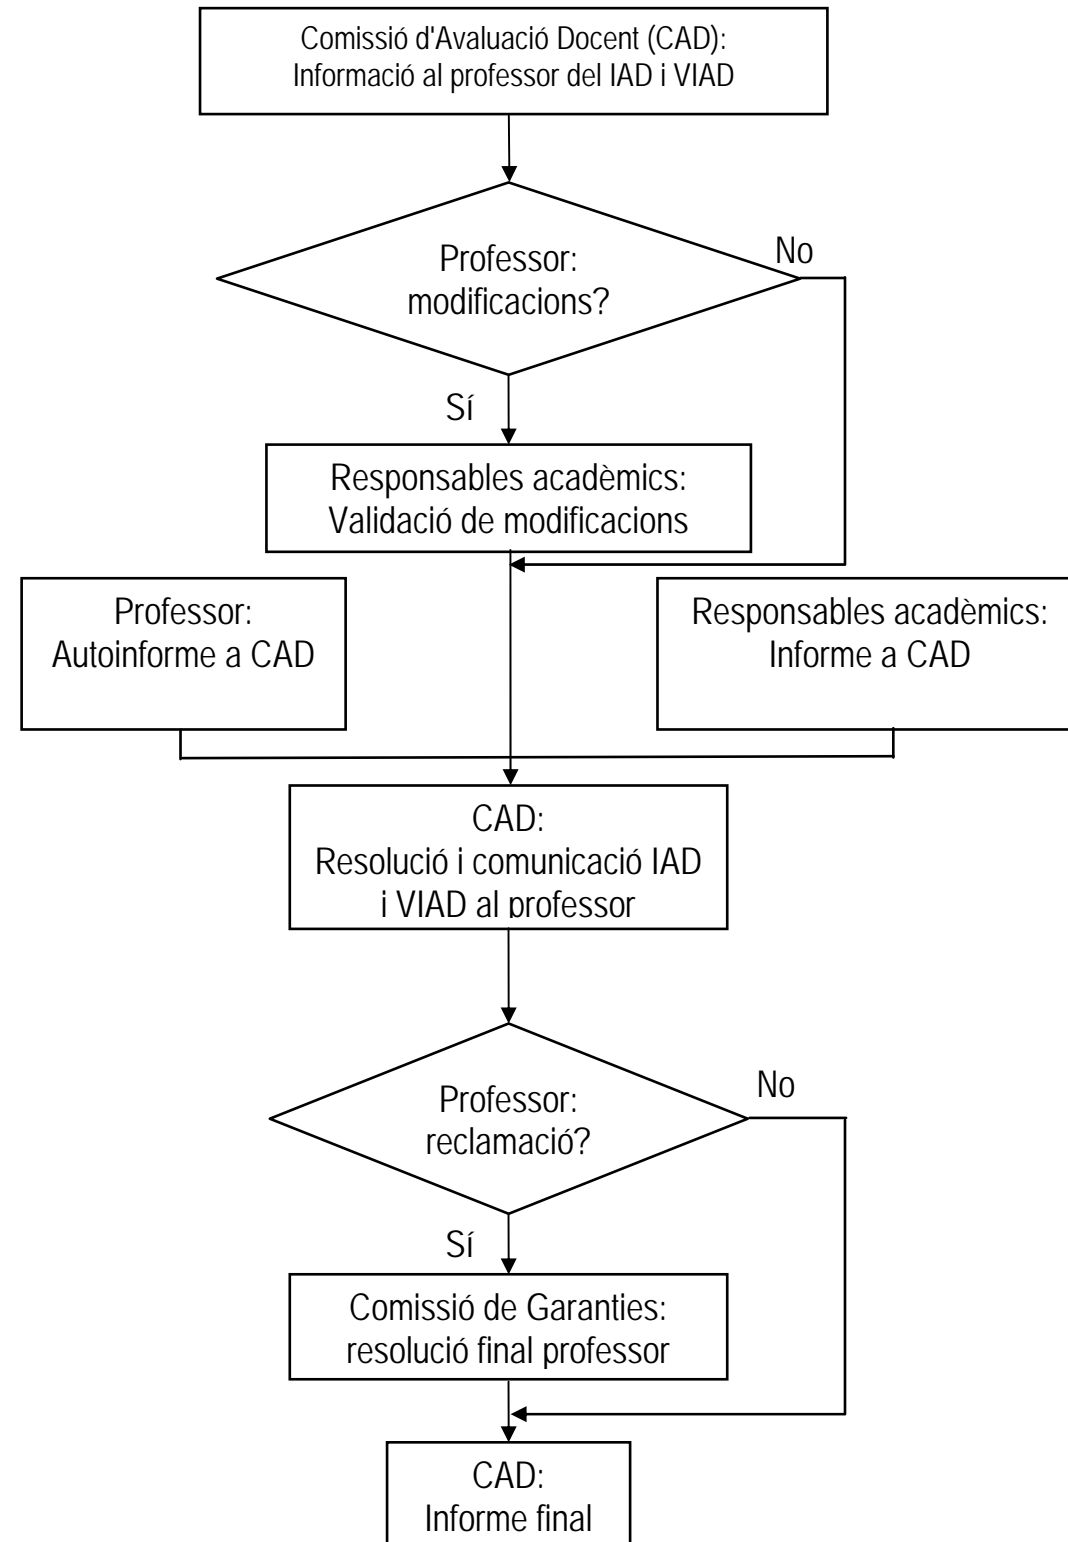 Comissió d'Avaluació Docent (CAD):
Informació al professor del IAD i VIAD
Professor:
modificacions?
No
Sí
Responsables acadèmics:
Validació de modificacions
Professor:
Autoinforme a CAD
Responsables acadèmics:
Informe a CAD
CAD:
Resolució i comunicació IAD
i VIAD al professor
Professor:
reclamació?
No
Sí
Comissió de Garanties:
resolució final professor
CAD:
Informe final